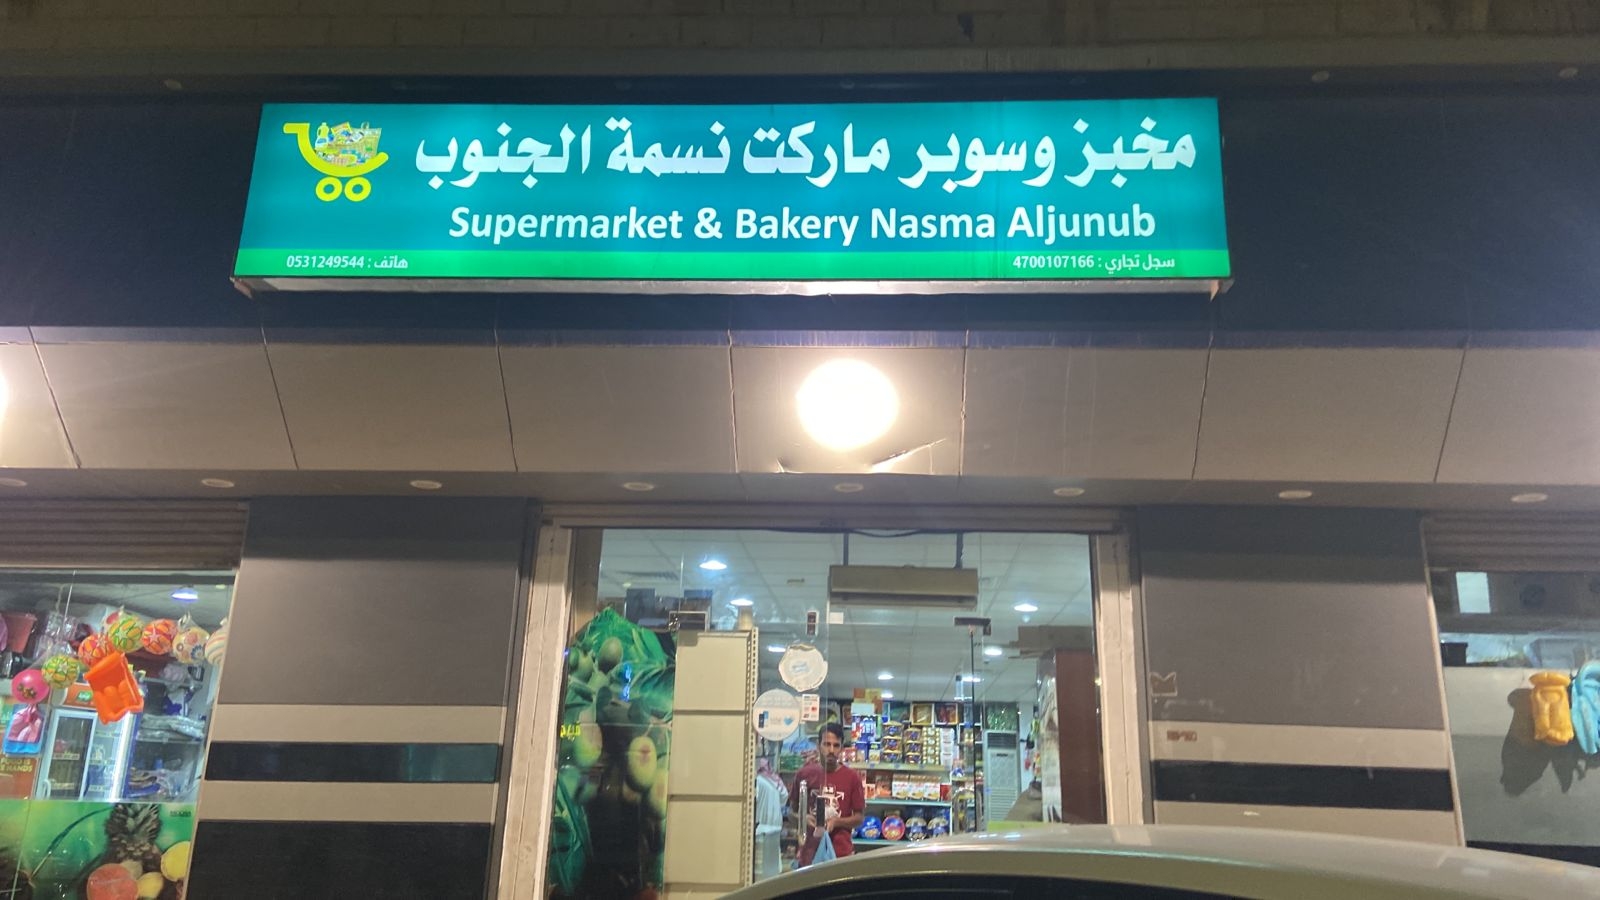 مخبز وسوبر ماركت نسمة الجنوب
Supermarket & Bakery Nasma Aljunub
سجل تجاري : 4700107166
هاتف : 0531249544